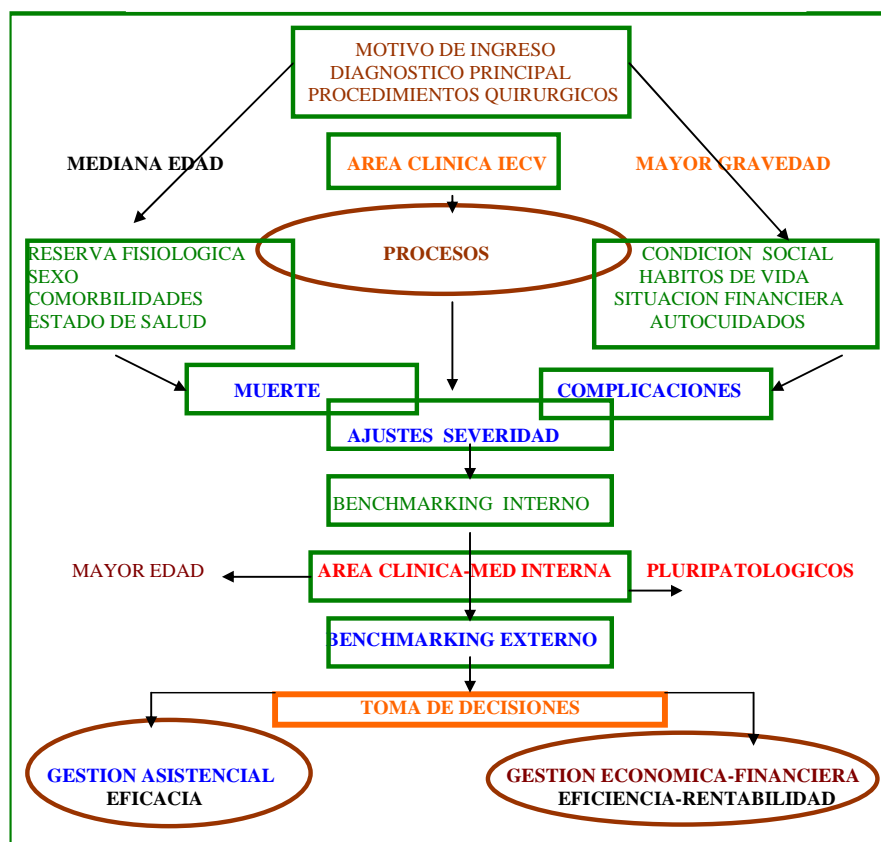 MOTIVO DE INGRESO
DIAGNOSTICO PRINCIPAL
PROCEDIMIENTOS QUIRURGICOS
MEDIANA EDAD
AREA CLINICA IECV
MAYOR GRAVEDAD
PROCESOS
RESERVA FISIOLOGICA
SEXO
COMORBILIDADES
ESTADO DE SALUD
CONDICION SOCIAL
HABITOS DE VIDA
SITUACION FINANCIERA
AUTOCUIDADOS
MUERTE
COMPLICACIONES
AJUSTES SEVERIDAD
BENCHMARKING INTERNO
MAYOR EDAD
AREA CLINICA-MED INTERNA
PLURIPATOLOGICOS
BENCHMARKING EXTERNO
TOMA DE DECISIONES
GESTION ASISTENCIAL
EFICACIA
GESTION ECONOMICA-FINANCIERA
EFICIENCIA-RENTABILIDAD